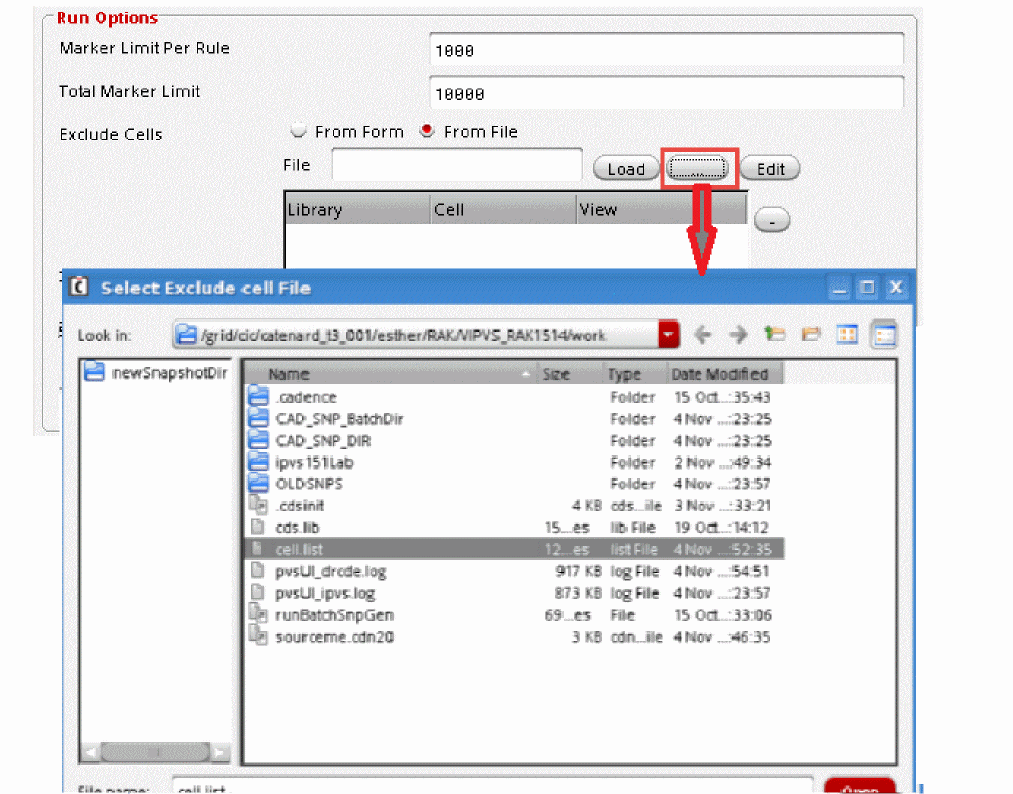 Run Options
Marker Limit Per Rule 1000
Total Marker Limit 10000
Exclude Cells From Form From File
File Load ... Edit
Library Cell View -
Select Exclude cell File
Look in: /grid/cic/catenard_t3_001/esther/RAK/VIPVS_RAK1514/work
newSnapshotDir Name Size Type Date Modified
.cadence Folder 15 Oct...:35:43
CAD_SNP_BatchDir Folder 4 Nov ...:23:25
CAD_SNP_DIR Folder 4 Nov ...:23:25
ipvs151Lab Folder 2 Nov ...:49:34
OLDSNPS Folder 4 Nov ...:23:57
.cdsinit 4 KB cds...ile 3 Nov ...:33:21
cds.lib 15...es lib File 19 Oct...:14:12
cell.list 12...es list File 4 Nov ...:52:35
pvsUI_drcde.log 917 KB log File 4 Nov ...:54:51
pvsUI_ipvs.log 873 KB log File 4 Nov ...:23:57
runBatchSnpGen 69...es File 15 Oct...:33:06
sourceme.cdn20 3 KB cdn...ile 4 Nov ...:46:35
File name: cell.list Open